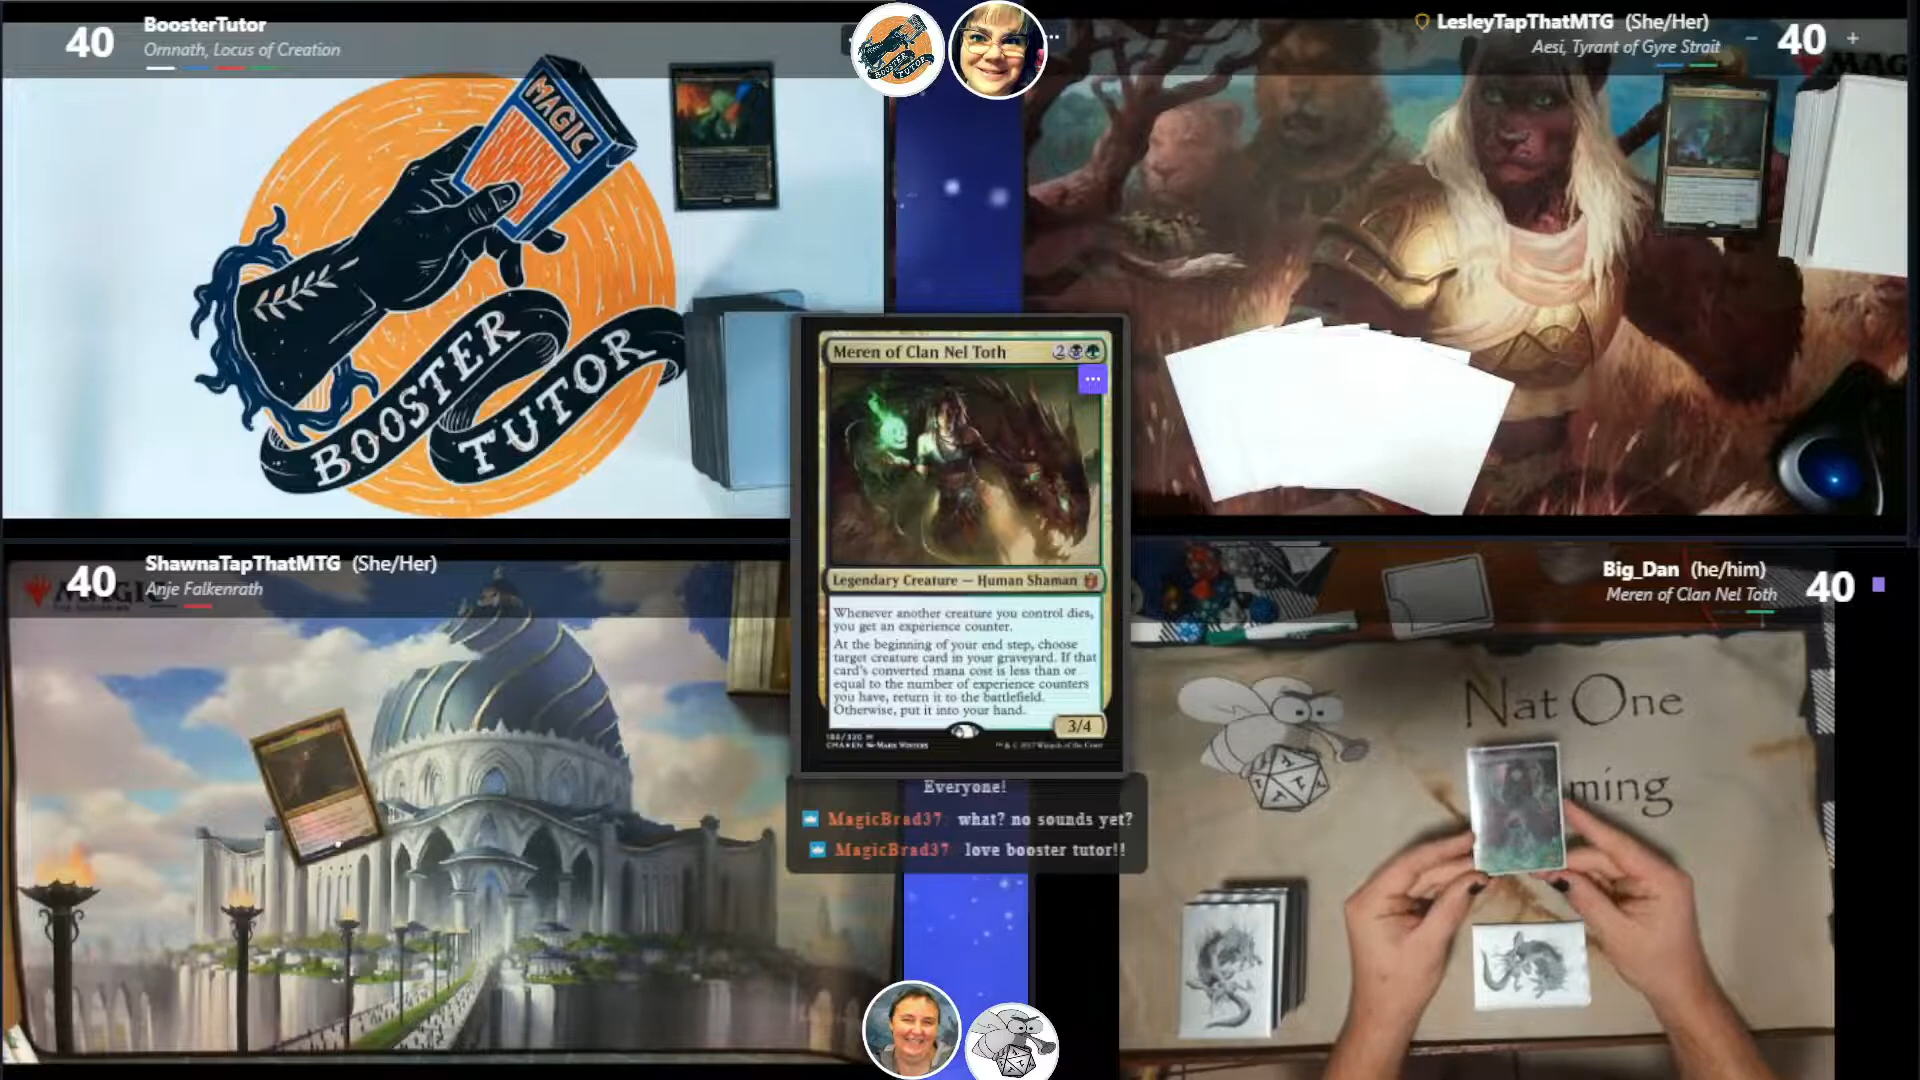 40
BoosterTutor
Omnath, Locus of Creation
MAGIC
BOOSTER
TUTOR
BOOSTER
TUTOR
LesleyTapThatMTG (She/Her)
Aesi, Tyrant of Gyre Strait
40
40
ShawnaTapThatMTG (She/Her)
Anje Falkenrath
Big_Dan (he/him)
Meren of Clan Nel Toth
40
Meren of Clan Nel Toth
2
Legendary Creature — Human Shaman
Whenever another creature you control dies,
you get an experience counter.
At the beginning of your end step, choose
target creature card in your graveyard. If that
card's converted mana cost is less than or
equal to the number of experience counters
you have, return it to the battlefield.
Otherwise, put it into your hand.
3/4
Everyone!
MagicBrad37: what? no sounds yet?
MagicBrad37: love booster tutor!!
Nat One
ming